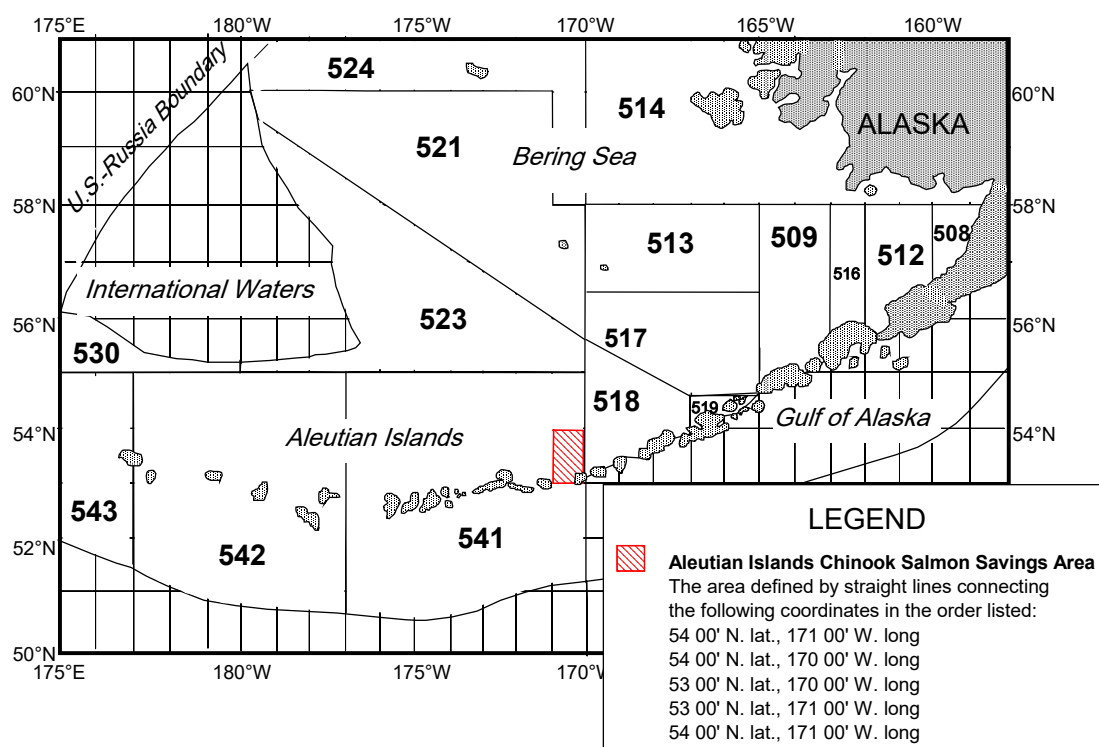 175°E 180°W 175°W 170°W 165°W 160°W
60°N
58°N
56°N
54°N
52°N
50°N
60°N
58°N
56°N
54°N
U.S.-Russia Boundary
524
514
ALASKA
521
Bering Sea
513
509
508
512
516
International Waters
523
517
530
518
519
Gulf of Alaska
Aleutian Islands
543
542
541
175°E 180°W 175°W 170°W
LEGEND
Aleutian Islands Chinook Salmon Savings Area
The area defined by straight lines connecting
the following coordinates in the order listed:
54 00' N. lat., 171 00' W. long
54 00' N. lat., 170 00' W. long
53 00' N. lat., 170 00' W. long
53 00' N. lat., 171 00' W. long
54 00' N. lat., 171 00' W. long